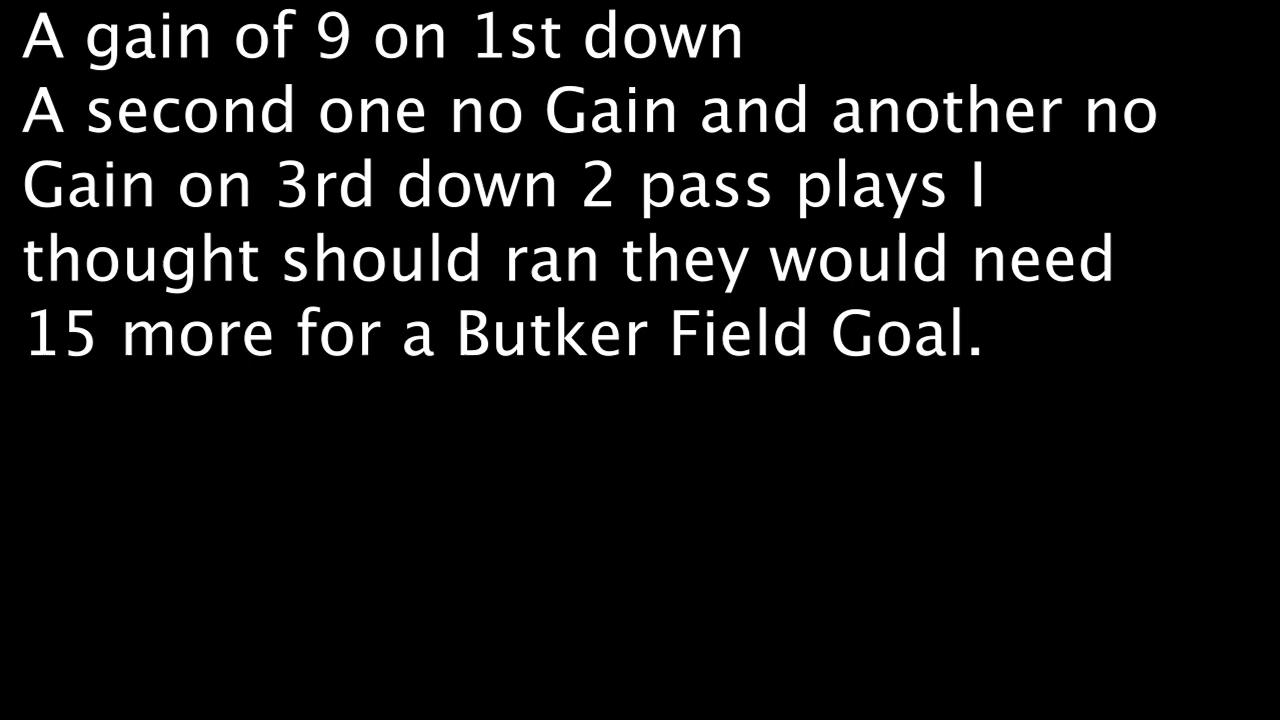 A gain of 9 on 1st down
A second one no Gain and another no
Gain on 3rd down 2 pass plays I
thought should ran they would need
15 more for a Butker Field Goal.